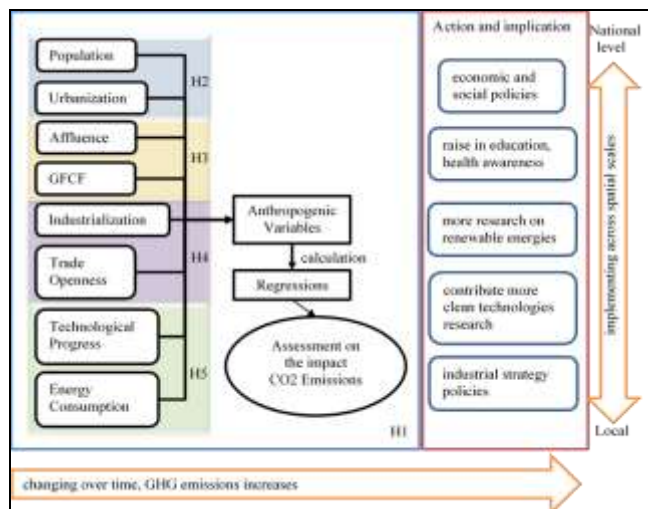 Population
H2
Urbanization
Affluence
H3
GFCF
Industrialization
H4
Trade
Openness
Technological
Progress
H5
Energy
Consumption
Anthropogenic
Variables
calculation
Regressions
Assessment on
the impact
CO2 Emissions
H1
Action and implication
economic and
social policies
raise in education,
health awareness
more research on
renewable energies
contribute more
clean technologies
research
industrial strategy
policies
National
level
implementing across spatial scales
Local
changing over time, GHG emissions increases